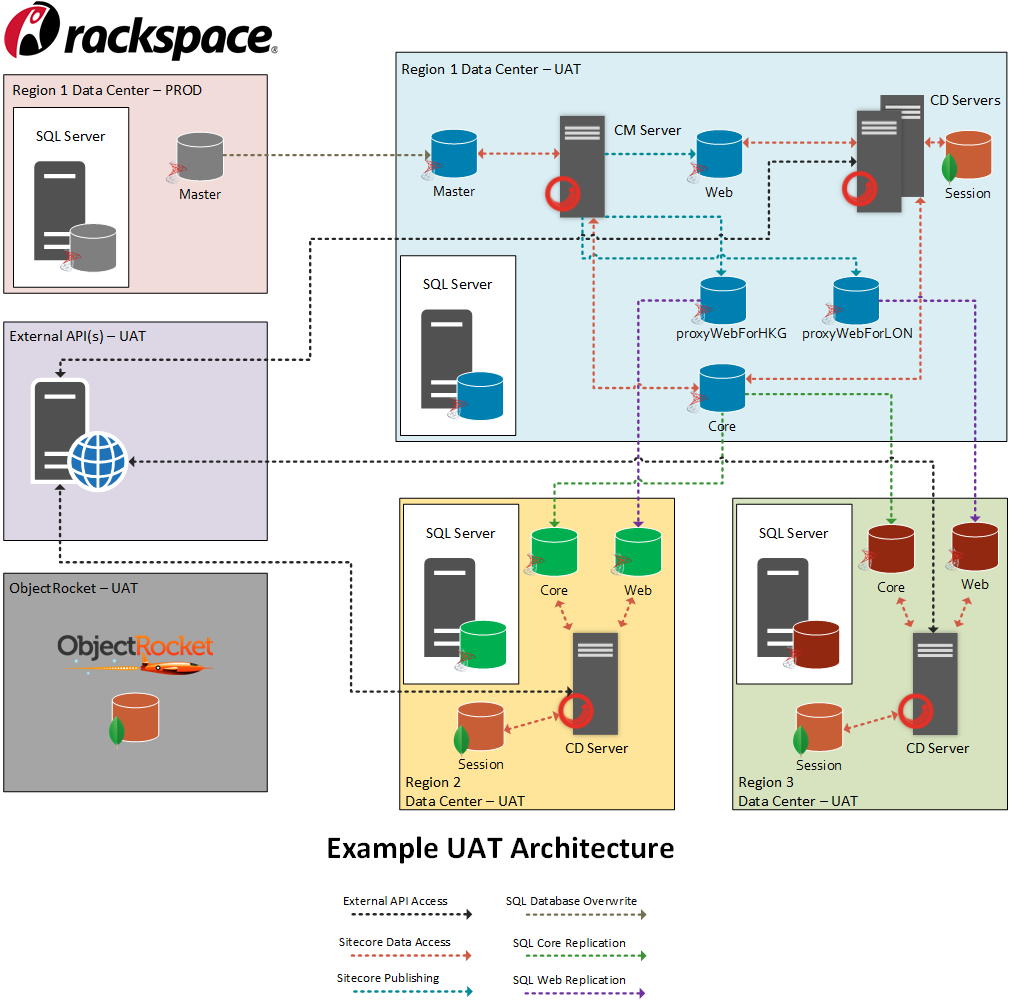 rackspace®
Region 1 Data Center – PROD
SQL Server
Master
Region 1 Data Center – UAT
CD Servers
CM Server
Master
Web
Session
SQL Server
proxyWebForHKG
proxyWebForLON
Core
External API(s) – UAT
ObjectRocket – UAT
ObjectRocket
SQL Server
Core
Web
Session
CD Server
Region 2
Data Center – UAT
SQL Server
Core
Web
Session
CD Server
Region 3
Data Center – UAT
Example UAT Architecture
External API Access
SQL Database Overwrite
Sitecore Data Access
SQL Core Replication
Sitecore Publishing
SQL Web Replication